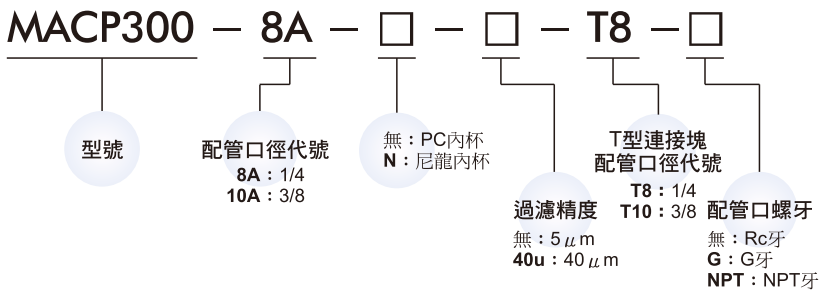 MACP300 － 8A － □ － □ － T8 － □
型號
配管口徑代號
8A：1/4
10A：3/8
無：PC內杯
N：尼龍內杯
過濾精度
無：5μm
40u：40μm
T型連接塊
配管口徑代號
T8：1/4
T10：3/8
配管口螺牙
無：Rc牙
G：G牙
NPT：NPT牙